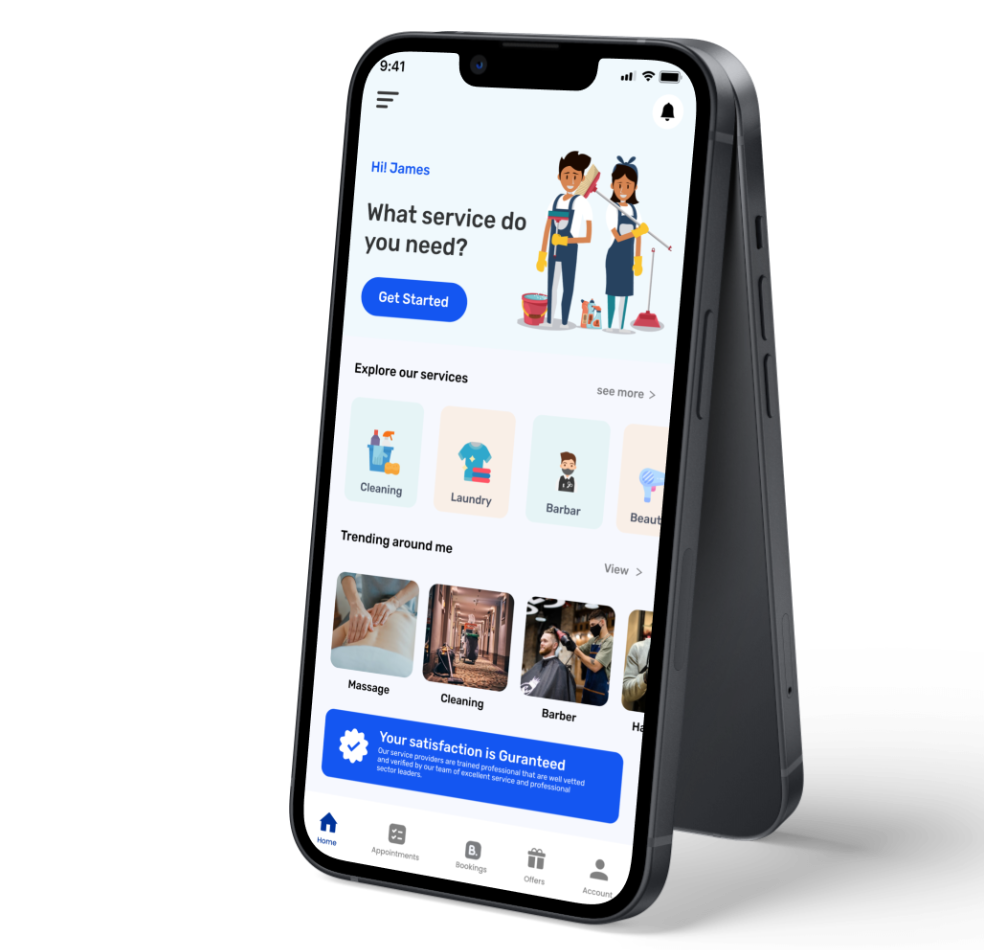 9:41
Hi! James
What service do
you need?
Get Started
Explore our services
see more >
Cleaning
Laundry
Barbar
Beaut
Trending around me
View >
Massage
Cleaning
Barber
Ha
Your satisfaction is Guranteed
Our service providers are trained professional that are well vetted
and verified by our team of excellent service and professional
sector leaders.
Home
Appointments
B.
Bookings
Offers
Account